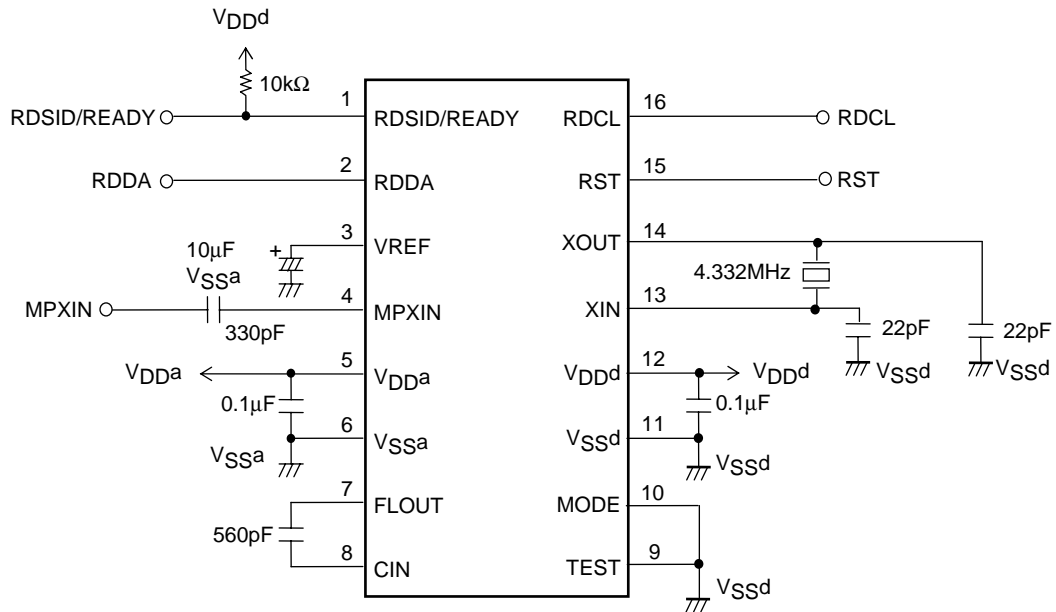 VDDd
10kΩ
RDSID/READY 1 RDSID/READY RDCL 16 RDCL
RDDA 2 RDDA RST 15 RST
3 VREF XOUT 14
10μF +
VSSa
4.332MHz
MPXIN 330pF 4 MPXIN XIN 13
22pF 22pF
VSSd VSSd
VDDa 5 VDDa VDDd 12 VDDd
0.1μF 0.1μF
6 VSSa VSSd 11
VSSa VSSd
7 FLOUT MODE 10
560pF
8 CIN TEST 9
VSSd